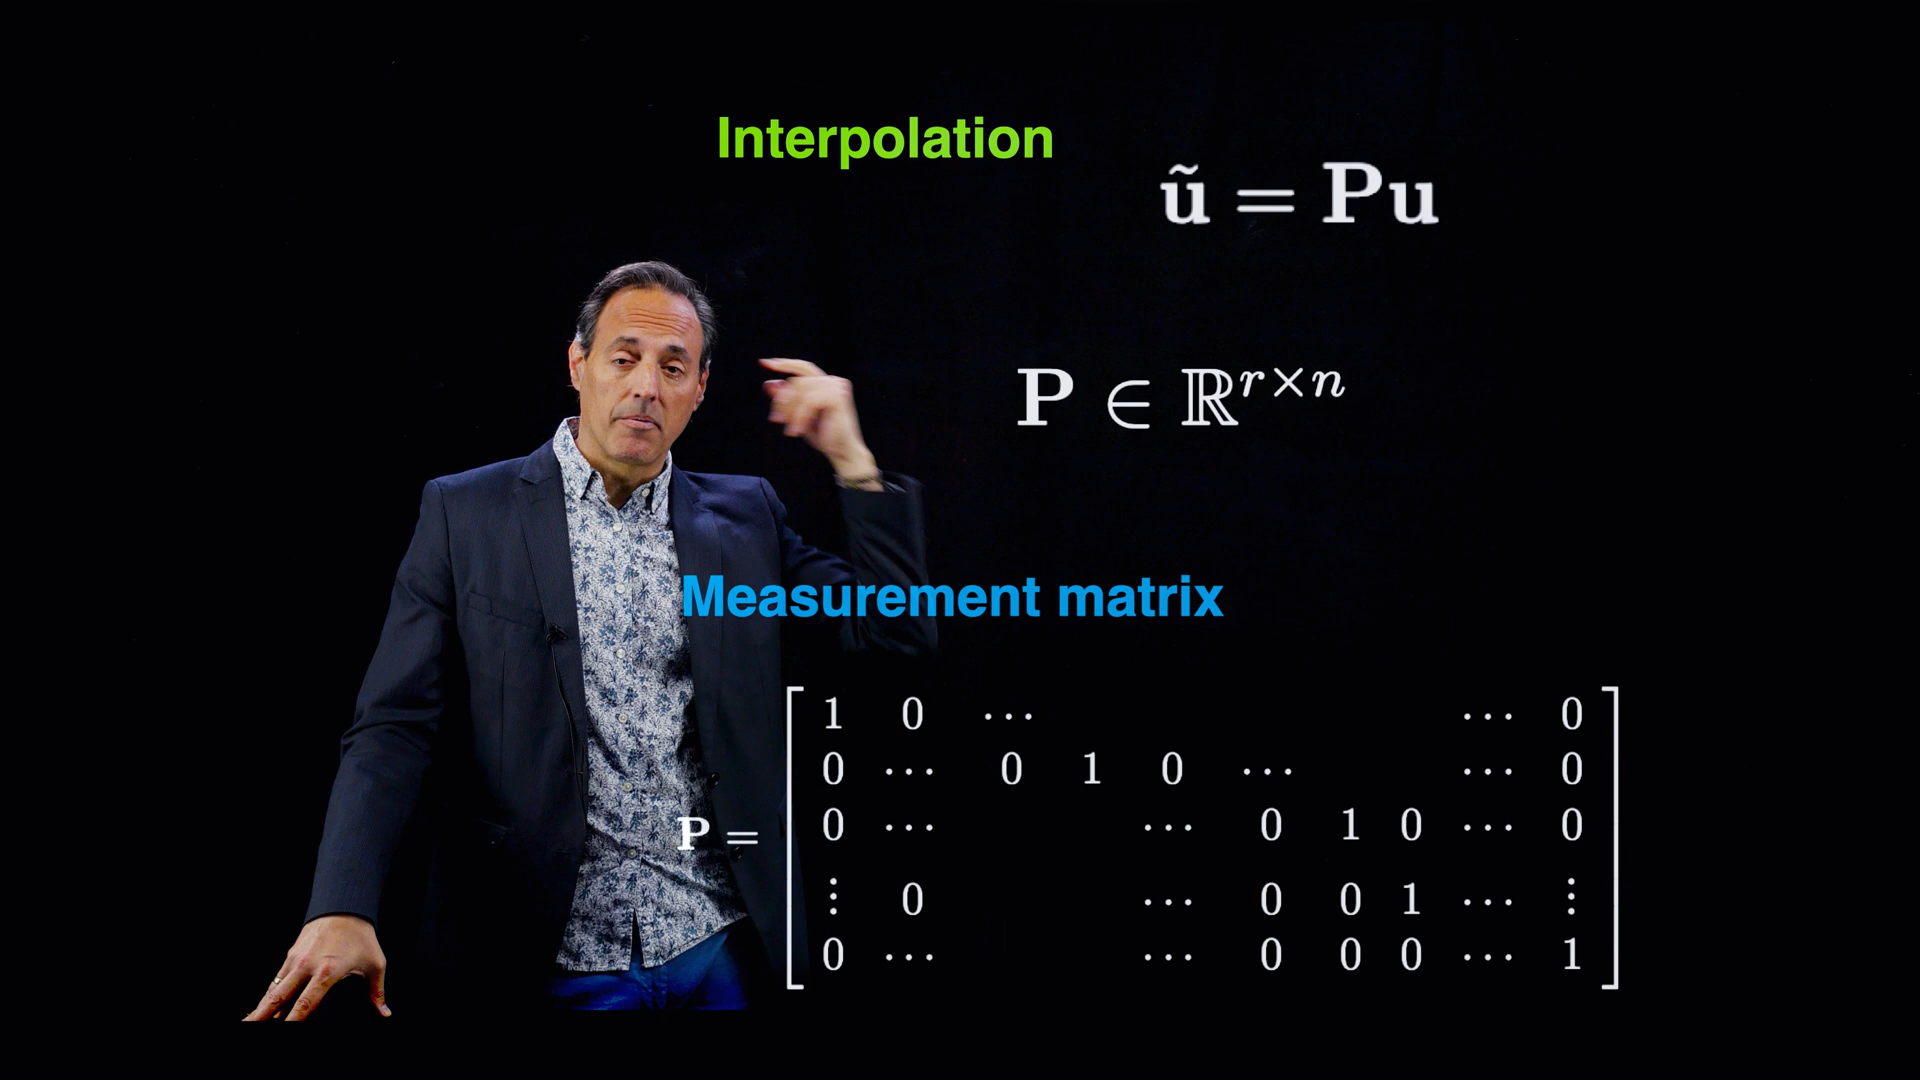 Interpolation
ũ = Pu
P ∈ ℝ^{r×n}
Measurement matrix
P =
1 0 ⋯ ⋯ 0
0 ⋯ 0 1 0 ⋯ ⋯ 0
0 ⋯ ⋯ 0 1 0 ⋯ 0
⋮ 0 ⋯ 0 0 1 ⋯ ⋮
0 ⋯ ⋯ 0 0 0 ⋯ 1